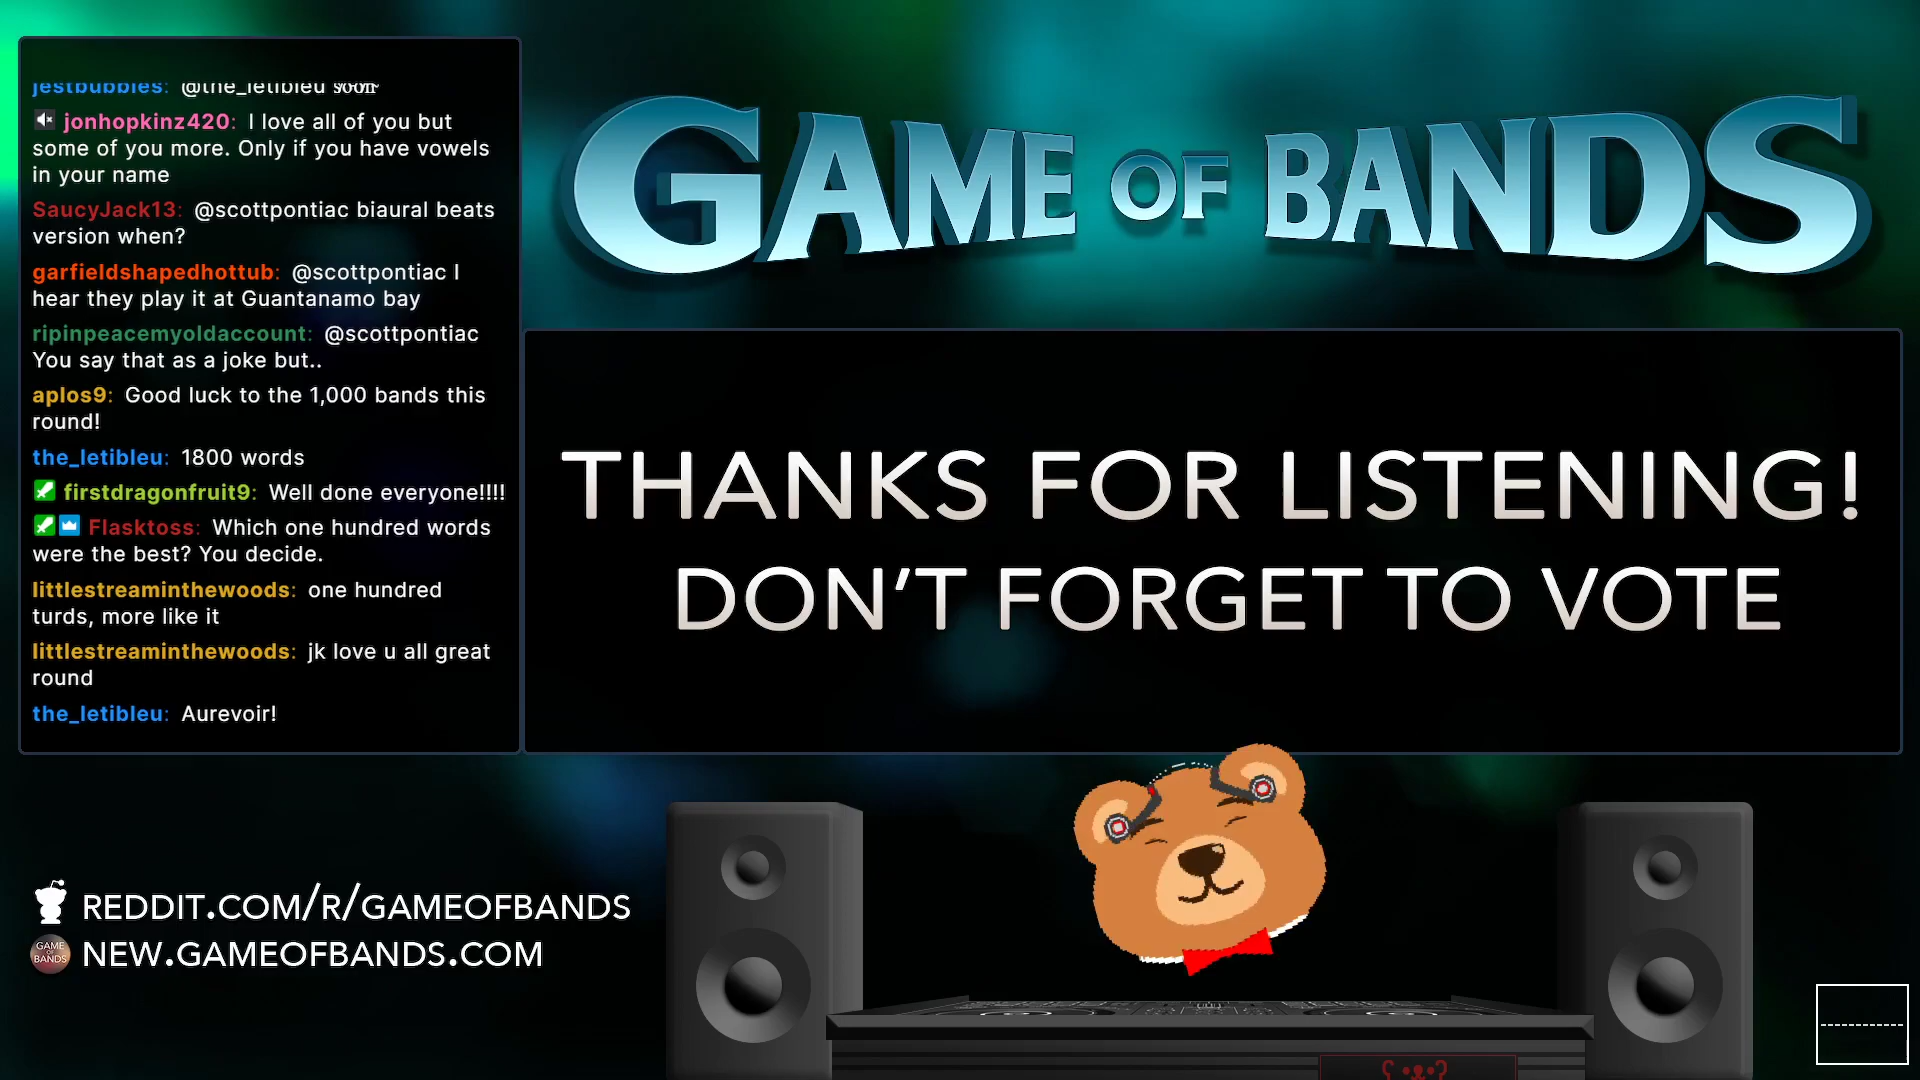 jestbubbles: @the_letibleu soon
jonhopkinz420: I love all of you but
some of you more. Only if you have vowels
in your name
SaucyJack13: @scottpontiac biaural beats
version when?
garfieldshapedhottub: @scottpontiac I
hear they play it at Guantanamo bay
ripinpeacemyoldaccount: @scottpontiac
You say that as a joke but..
aplos9: Good luck to the 1,000 bands this
round!
the_letibleu: 1800 words
firstdragonfruit9: Well done everyone!!!!
Flasktoss: Which one hundred words
were the best? You decide.
littlestreaminthewoods: one hundred
turds, more like it
littlestreaminthewoods: jk love u all great
round
the_letibleu: Aurevoir!
GAME OF BANDS
THANKS FOR LISTENING!
DON'T FORGET TO VOTE
REDDIT.COM/R/GAMEOFBANDS
GAME
OF
BANDS
NEW.GAMEOFBANDS.COM